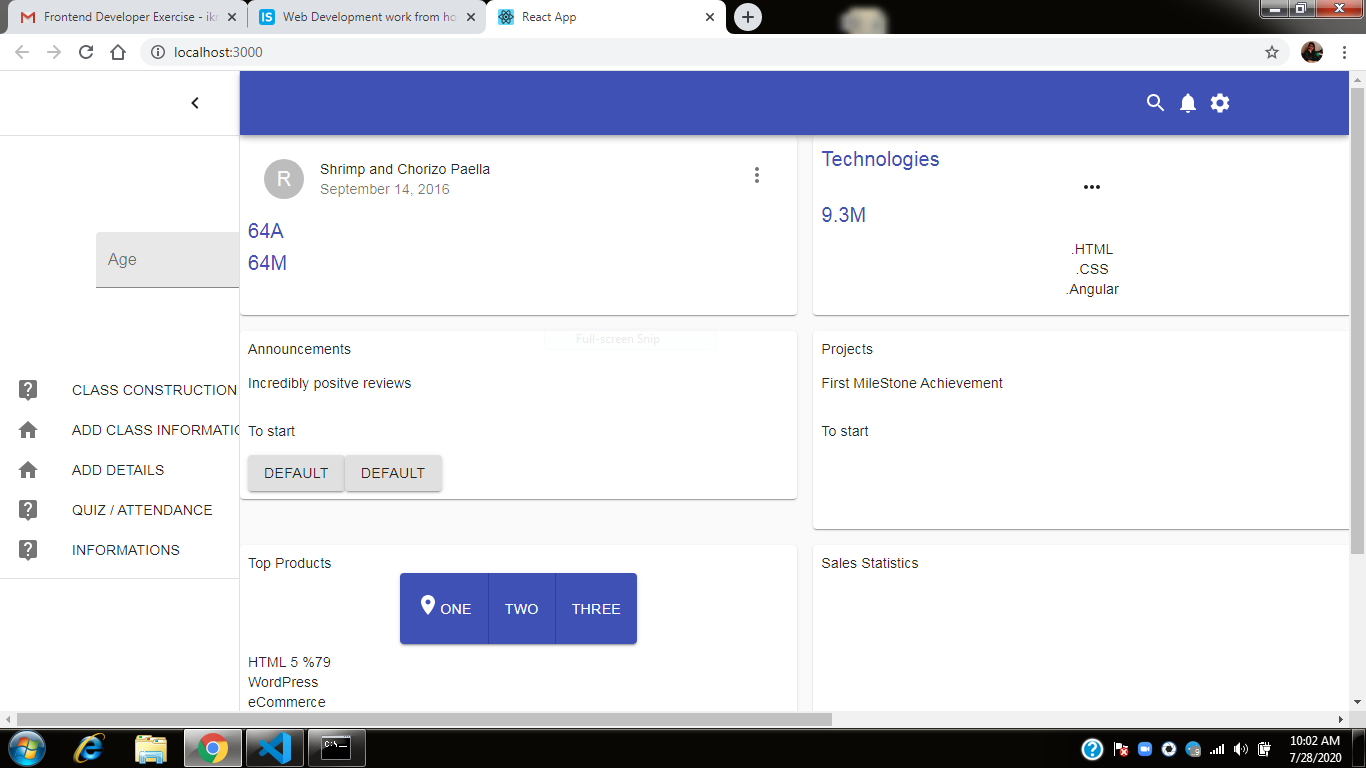 Frontend Developer Exercise - ikr
Web Development work from ho
React App
localhost:3000
R
Shrimp and Chorizo Paella
September 14, 2016
64A
64M
Technologies
9.3M
.HTML
.CSS
.Angular
Age
Full-screen Snip
CLASS CONSTRUCTION
ADD CLASS INFORMATIO
ADD DETAILS
QUIZ / ATTENDANCE
INFORMATIONS
Announcements
Incredibly positve reviews
To start
DEFAULT DEFAULT
Projects
First MileStone Achievement
To start
Top Products
ONE TWO THREE
HTML 5 %79
WordPress
eCommerce
Sales Statistics
10:02 AM
7/28/2020